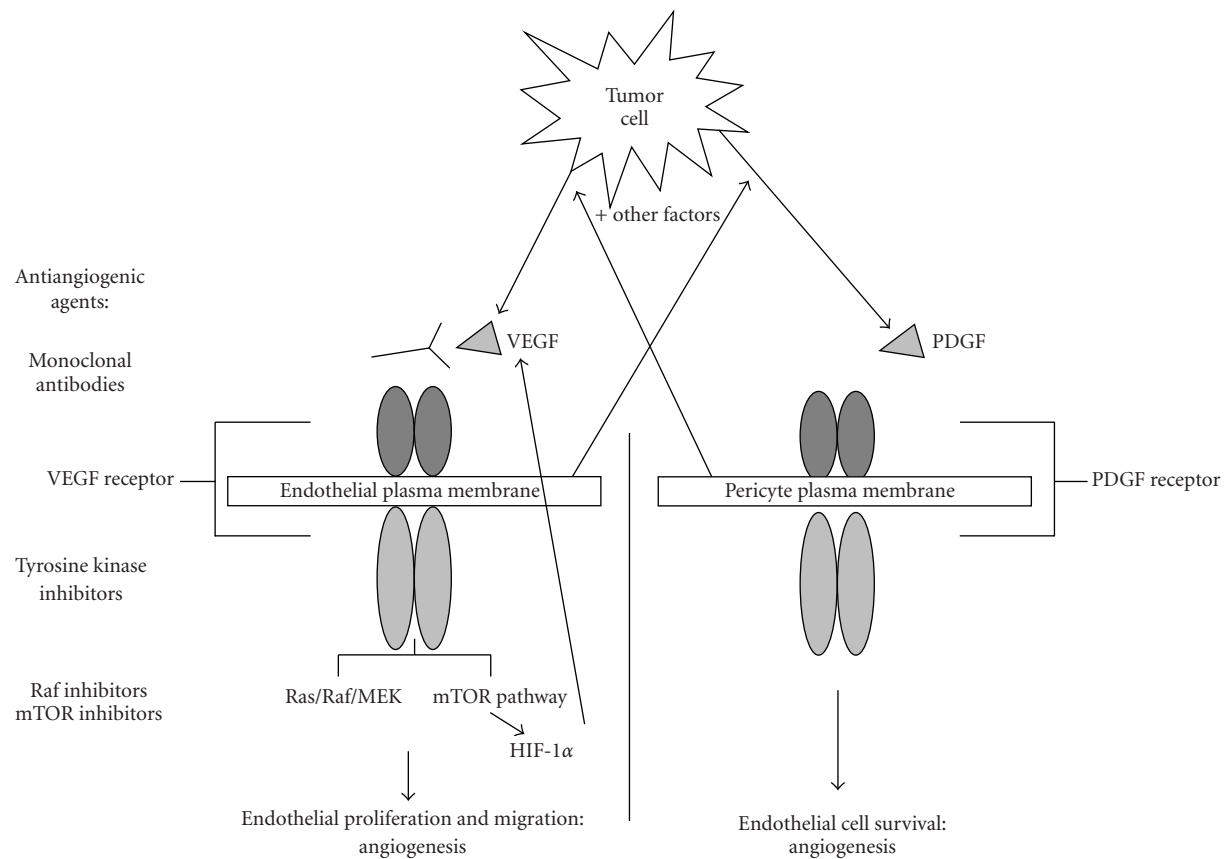 Tumor
cell
+ other factors
Antiangiogenic
agents:
Monoclonal
antibodies
VEGF
PDGF
VEGF receptor
Endothelial plasma membrane
Pericyte plasma membrane
PDGF receptor
Tyrosine kinase
inhibitors
Raf inhibitors
mTOR inhibitors
Ras/Raf/MEK
mTOR pathway
HIF-1α
Endothelial proliferation and migration:
angiogenesis
Endothelial cell survival:
angiogenesis